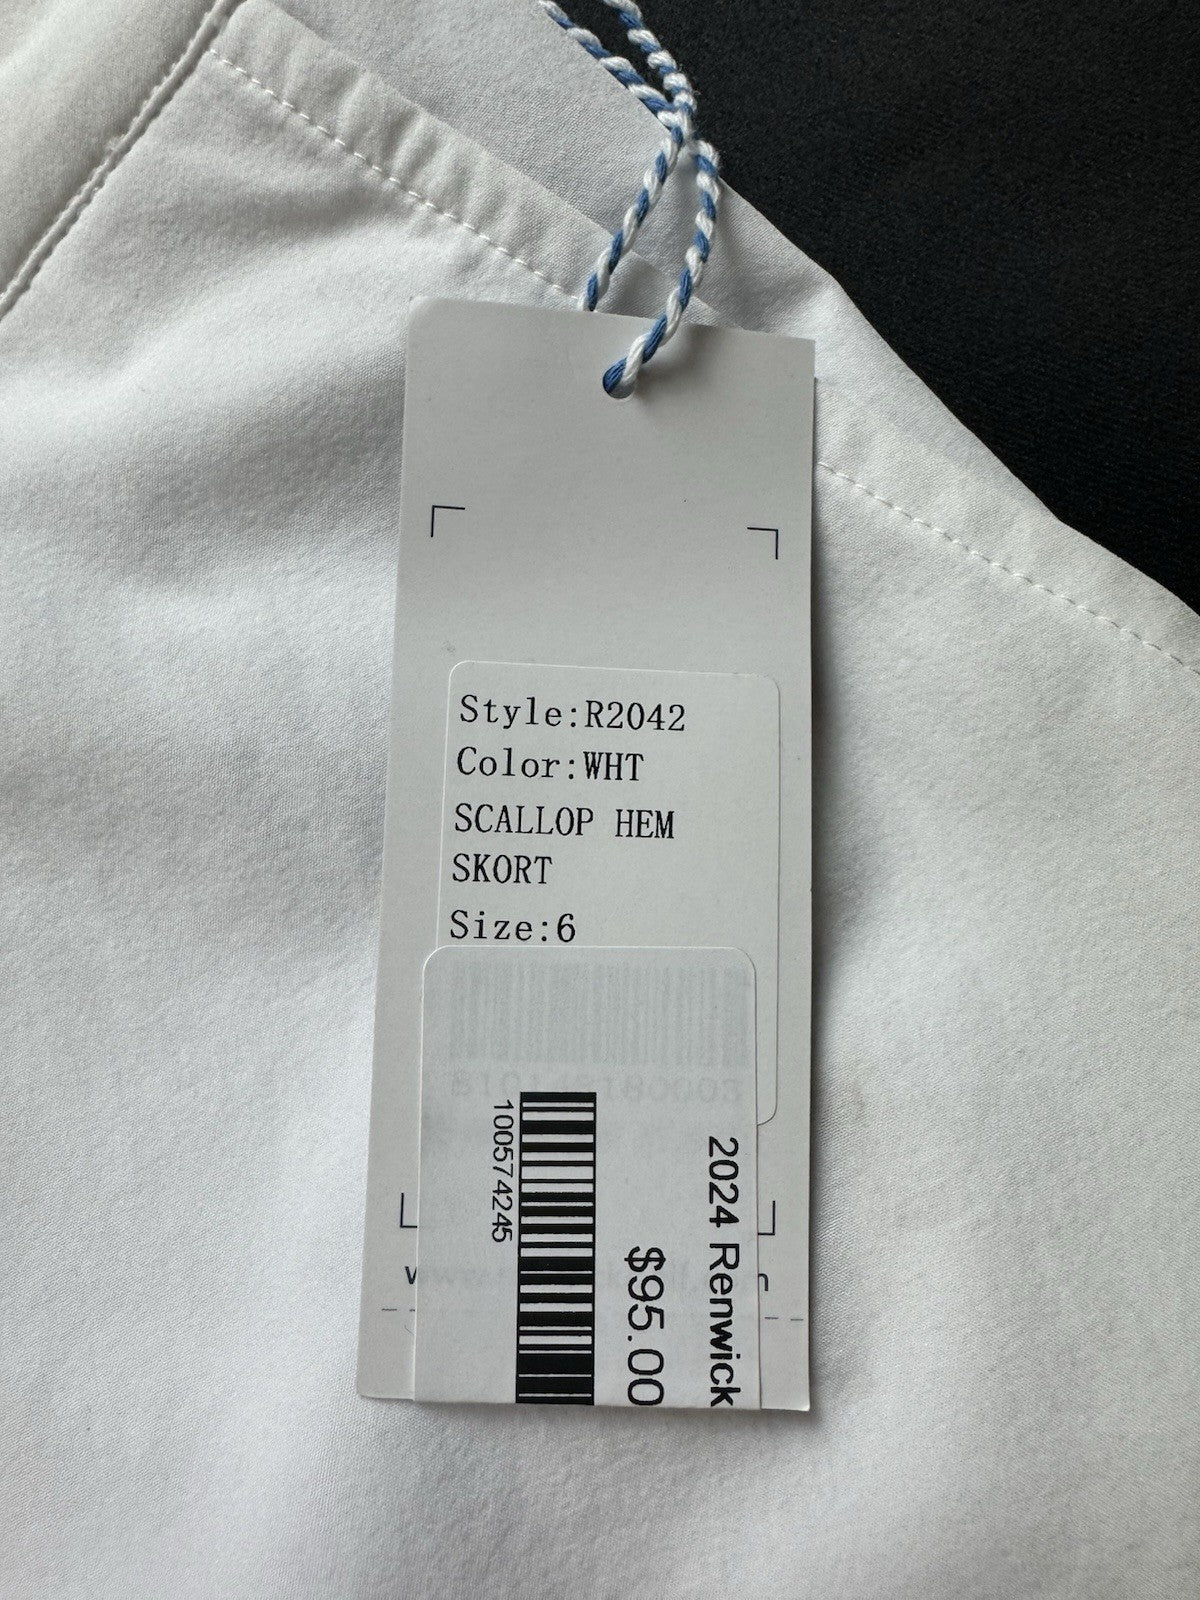 Style:R2042
Color:WHT
SCALLOP HEM
SKORT
Size:6
100574245
$95.00
2024 Renwick